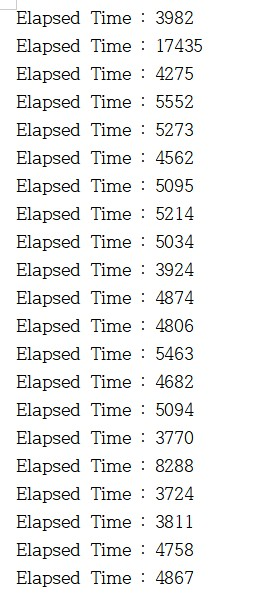 Elapsed Time : 3982
Elapsed Time : 17435
Elapsed Time : 4275
Elapsed Time : 5552
Elapsed Time : 5273
Elapsed Time : 4562
Elapsed Time : 5095
Elapsed Time : 5214
Elapsed Time : 5034
Elapsed Time : 3924
Elapsed Time : 4874
Elapsed Time : 4806
Elapsed Time : 5463
Elapsed Time : 4682
Elapsed Time : 5094
Elapsed Time : 3770
Elapsed Time : 8288
Elapsed Time : 3724
Elapsed Time : 3811
Elapsed Time : 4758
Elapsed Time : 4867